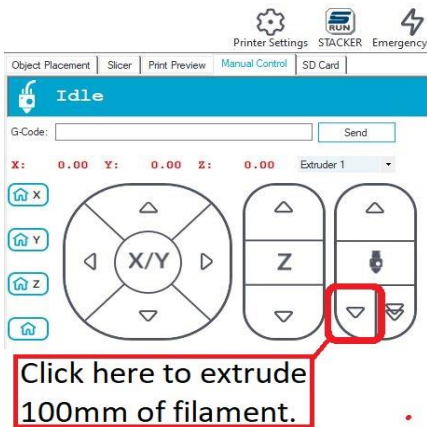 RUN
Printer Settings STACKER Emergency
Object Placement Slicer Print Preview Manual Control SD Card
Idle
G-Code: Send
X: 0.00 Y: 0.00 Z: 0.00 Extruder 1
X
Y
X/Y Z
Z
Click here to extrude
100mm of filament.